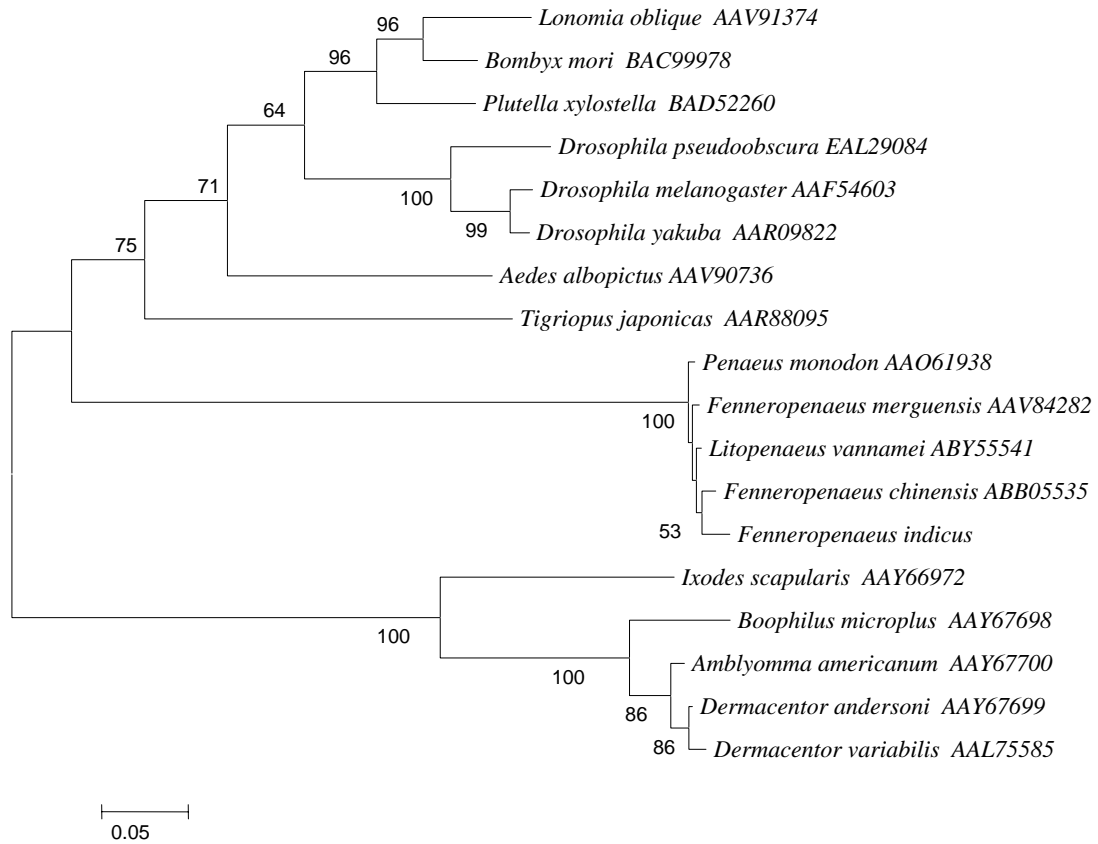 96
Lonomia oblique AAV91374
96
Bombyx mori BAC99978
64
Plutella xylostella BAD52260
Drosophila pseudoobscura EAL29084
71
100
Drosophila melanogaster AAF54603
99
Drosophila yakuba AAR09822
75
Aedes albopictus AAV90736
Tigriopus japonicas AAR88095
Penaeus monodon AAO61938
100
Fenneropenaeus merguensis AAV84282
Litopenaeus vannamei ABY55541
Fenneropenaeus chinensis ABB05535
53
Fenneropenaeus indicus
Ixodes scapularis AAY66972
100
Boophilus microplus AAY67698
100
Amblyomma americanum AAY67700
86
Dermacentor andersoni AAY67699
86
Dermacentor variabilis AAL75585
0.05